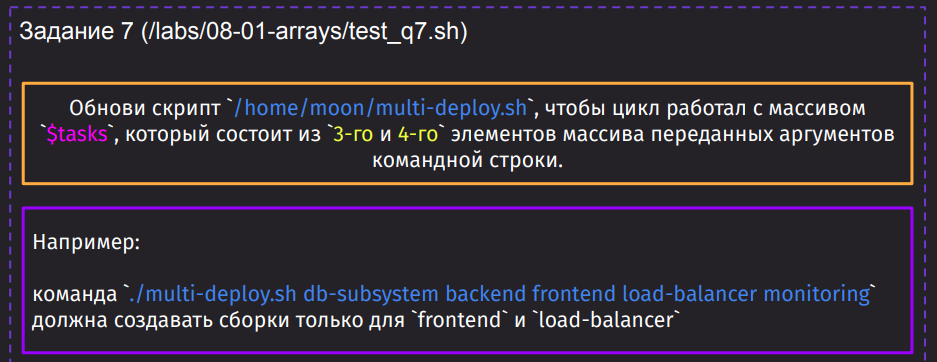 Задание 7 (/labs/08-01-arrays/test_q7.sh)
Обнови скрипт `/home/moon/multi-deploy.sh`, чтобы цикл работал с массивом
`$tasks`, который состоит из `3-го и 4-го` элементов массива переданных аргументов
командной строки.
Например:
команда `./multi-deploy.sh db-subsystem backend frontend load-balancer monitoring`
должна создавать сборки только для `frontend` и `load-balancer`